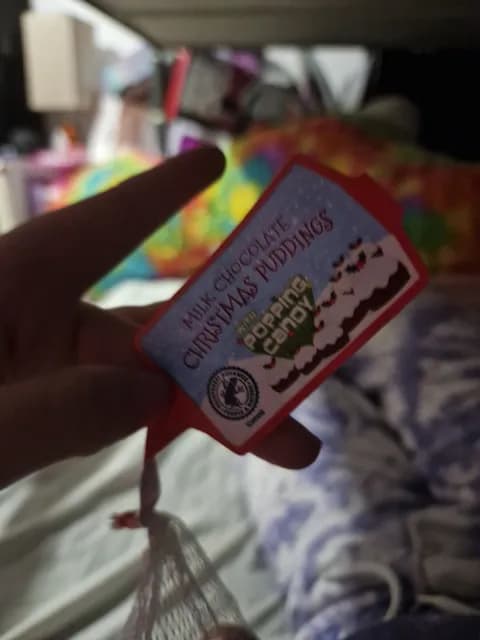 MILK CHOCOLATE
CHRISTMAS PUDDINGS
WITH
POPPING
CANDY